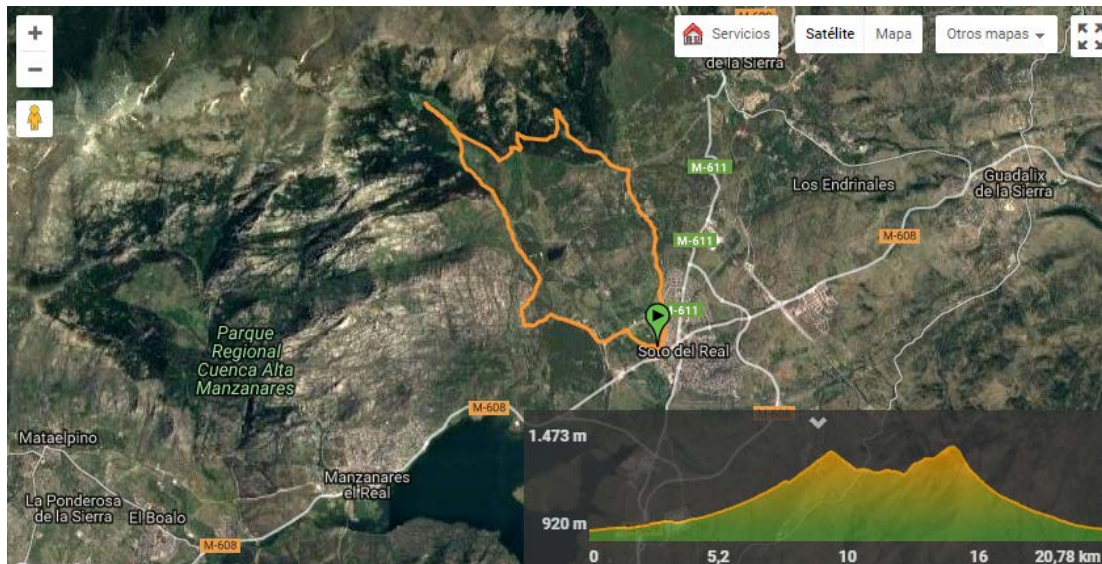 +
−
M-608
Servicios
Satélite
Mapa
Otros mapas
de la Sierra
M-611
Los Endrinales
Guadalix
de la Sierra
M-611
M-608
M-611
Soto del Real
Parque
Regional
Cuenca Alta
Manzanares
M-608
Mataelpino
Manzanares
el Real
La Ponderosa
de la Sierra
El Boalo
M-608
1.473 m
920 m
0
5,2
10
16
20,78 km